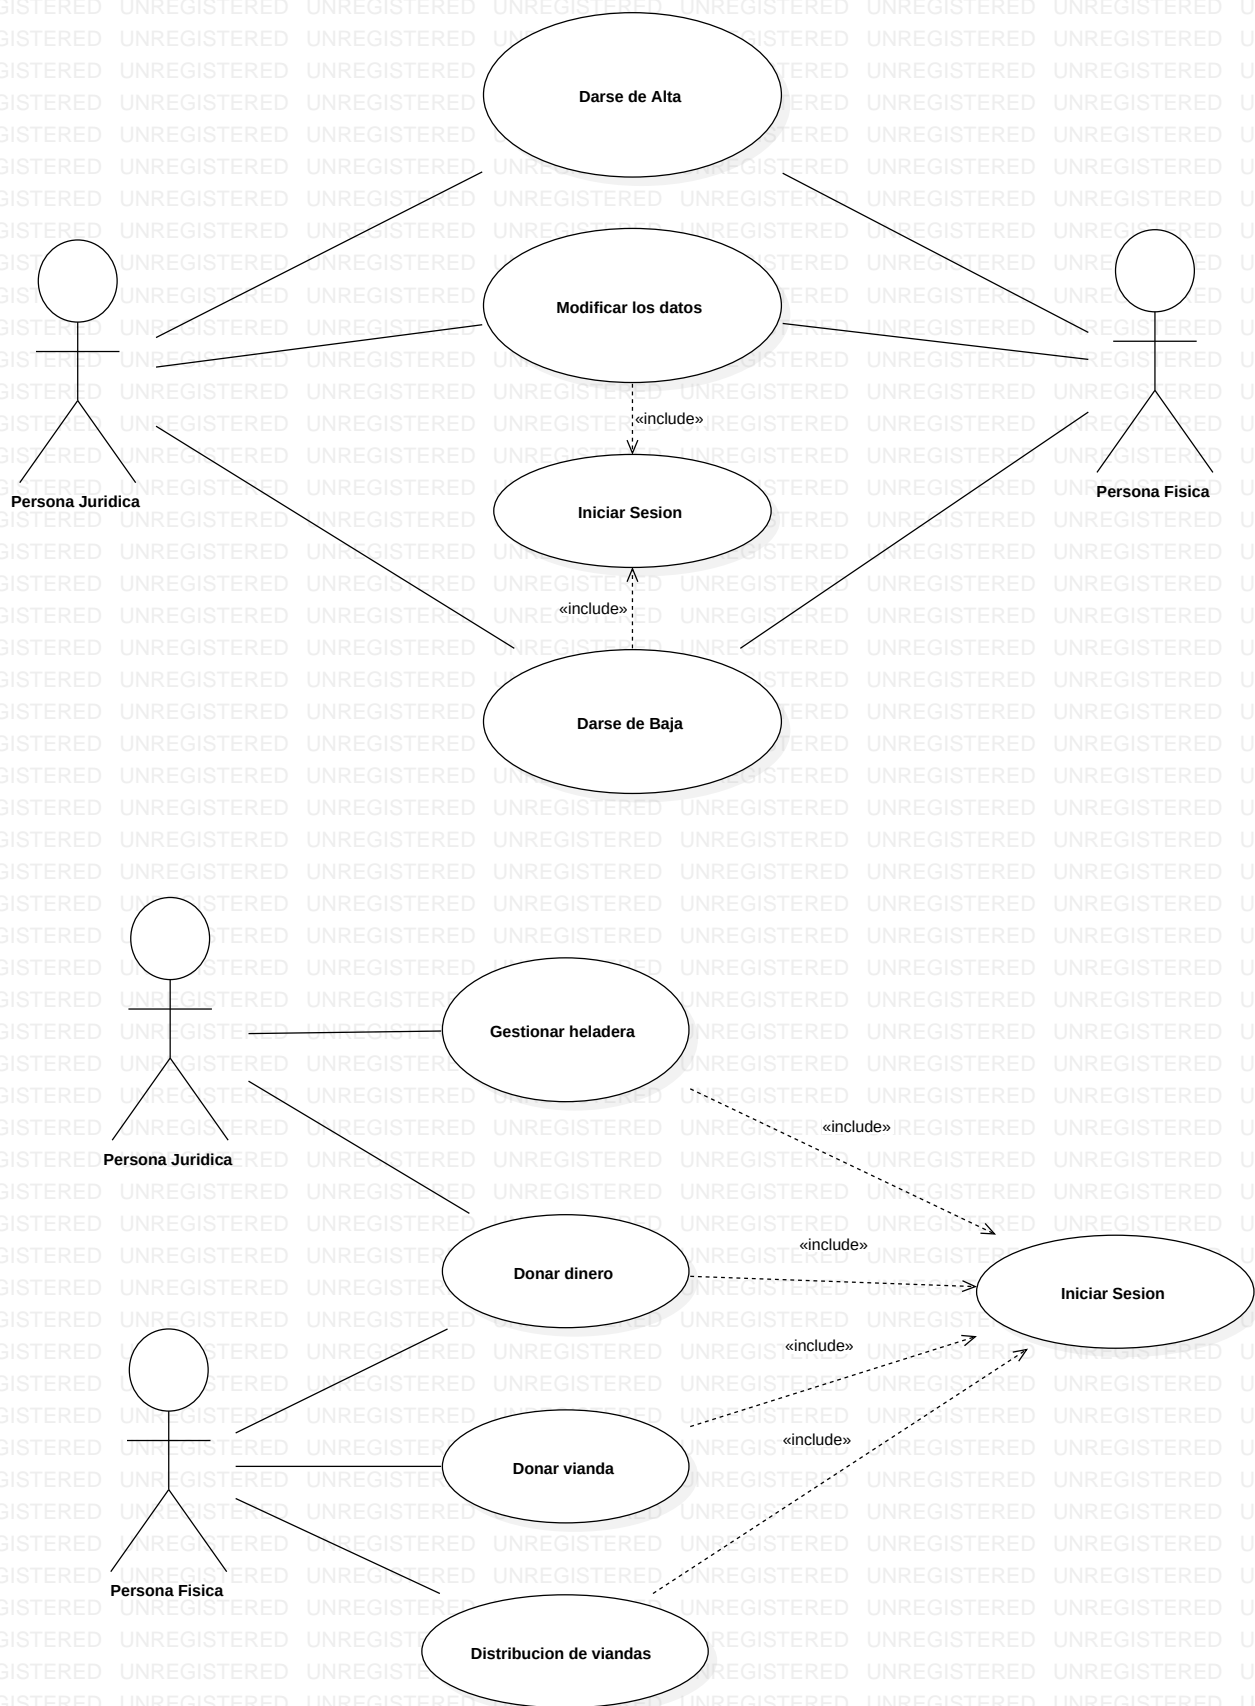 Darse de Alta
Modificar los datos
«include»
Persona Juridica
Persona Fisica
Iniciar Sesion
«include»
Darse de Baja
Gestionar heladera
«include»
Persona Juridica
«include»
Donar dinero
Iniciar Sesion
«include»
«include»
Donar vianda
Persona Fisica
Distribucion de viandas
UNREGISTERED